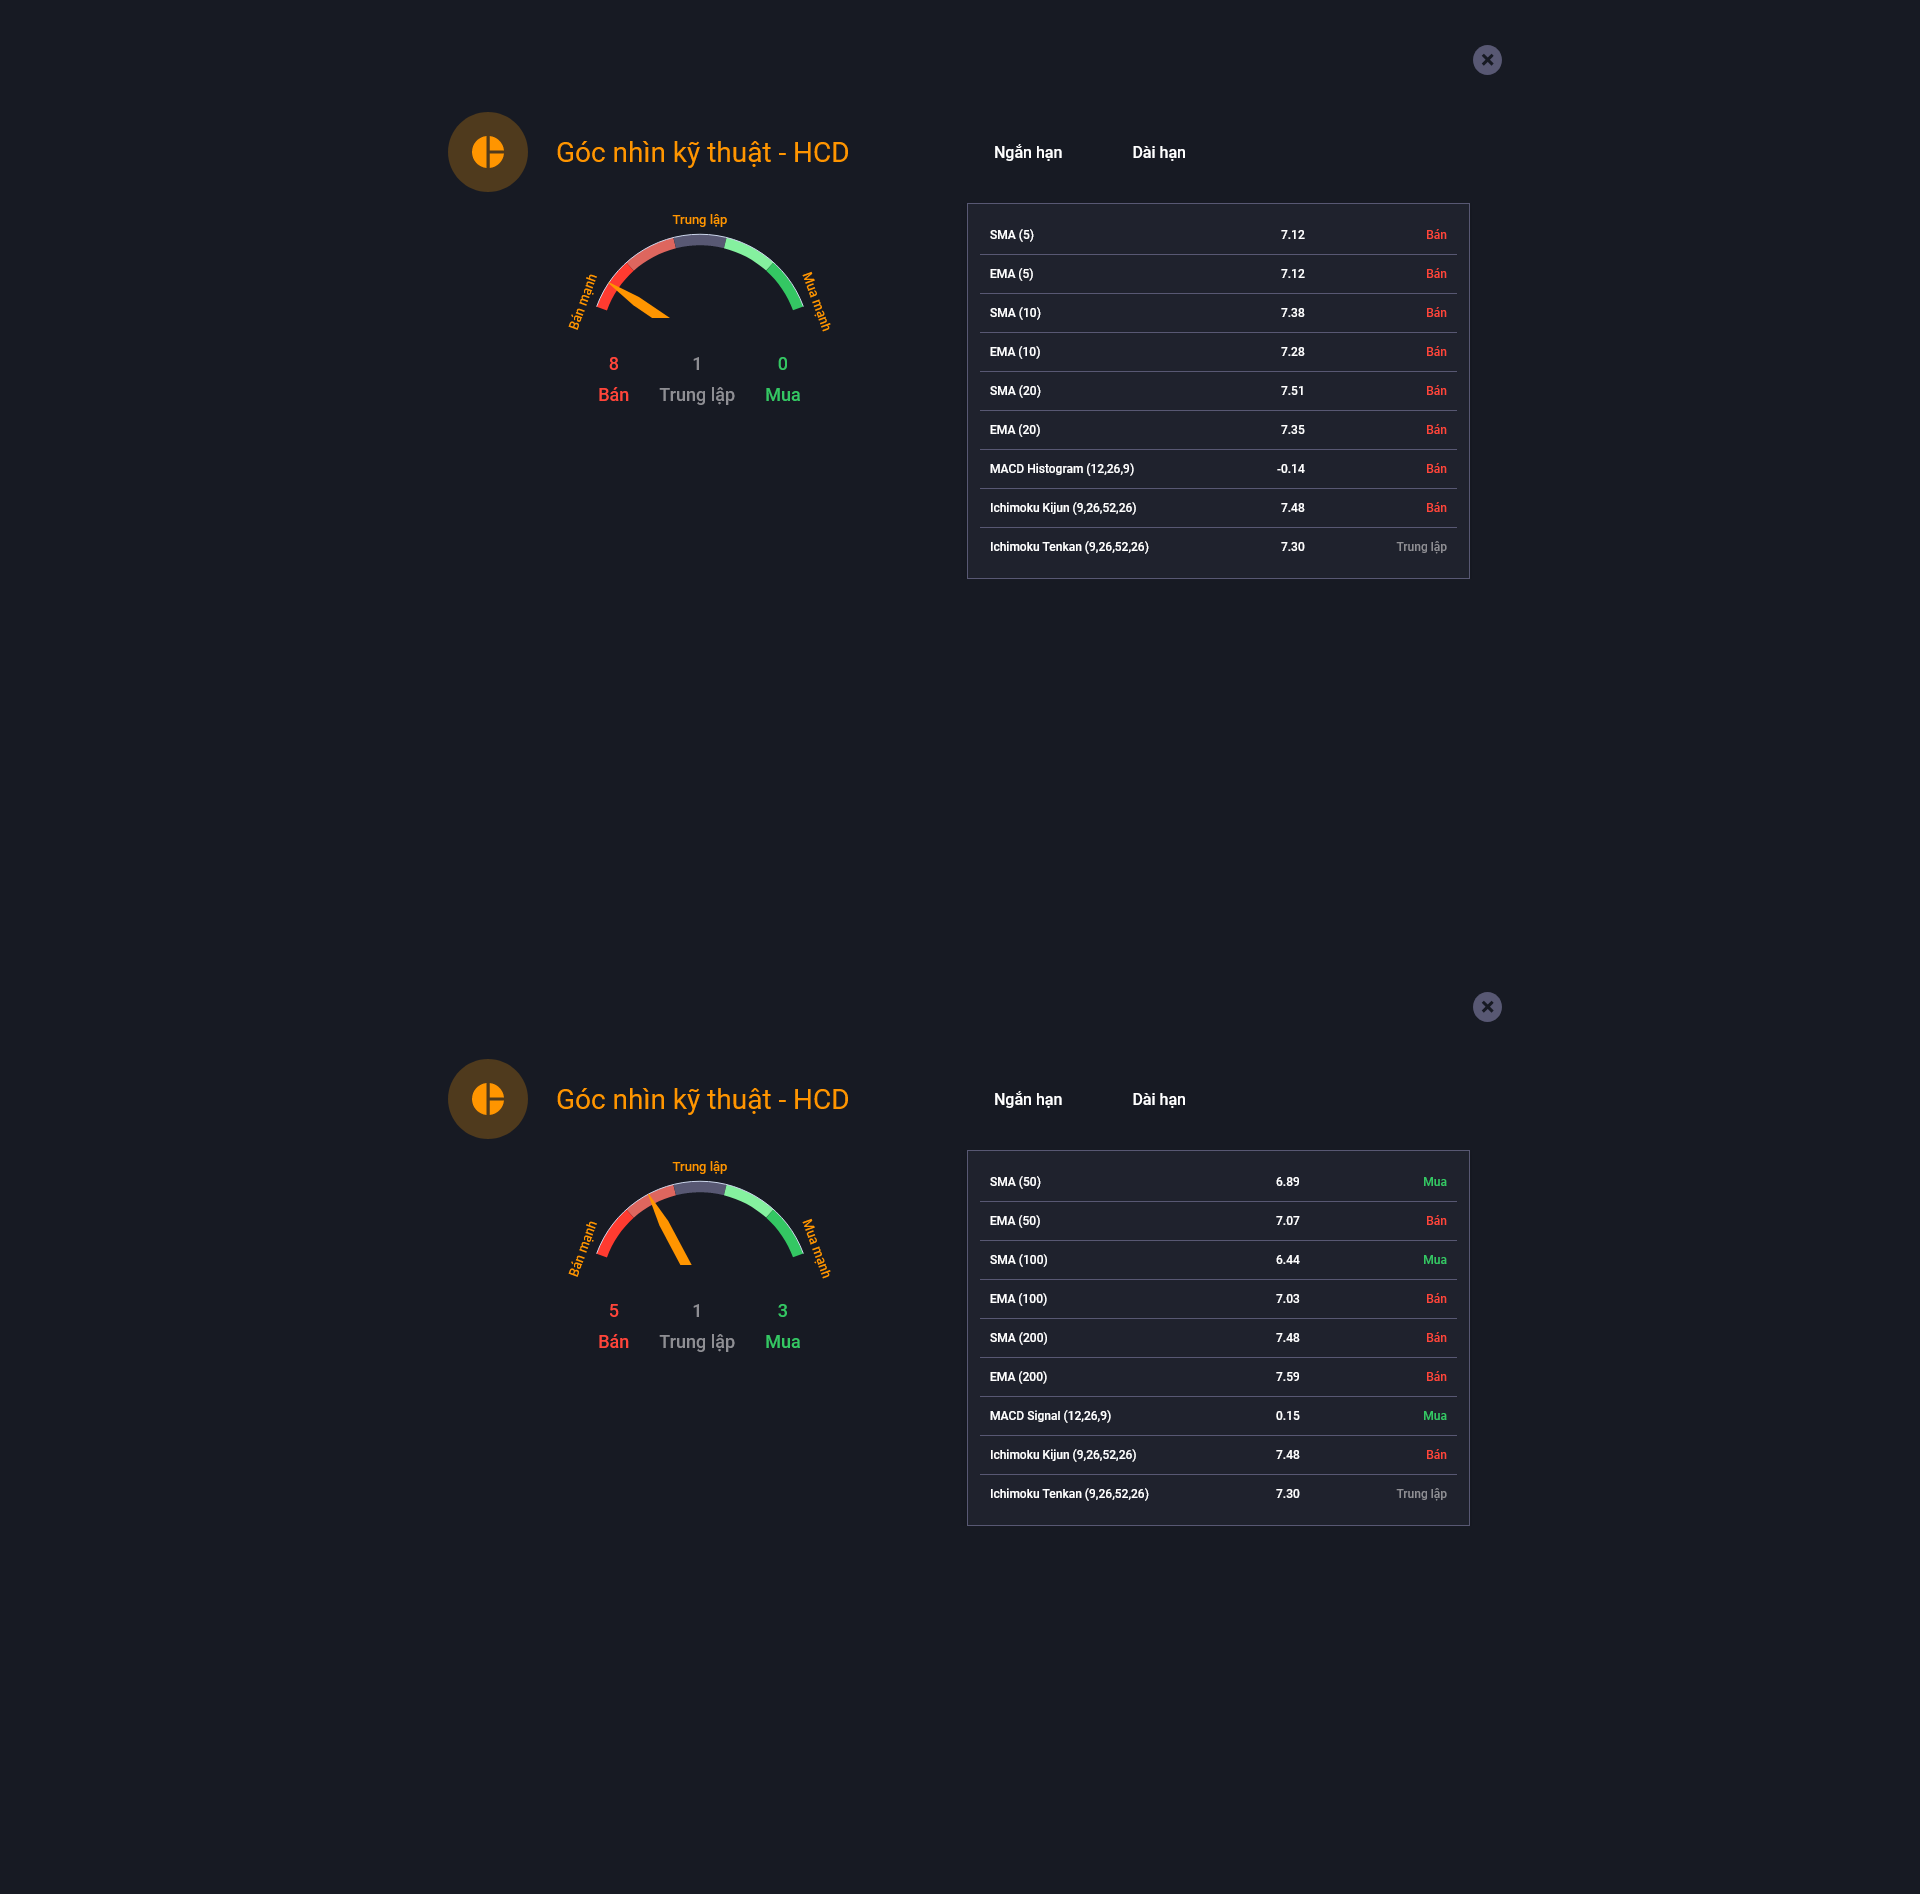 Góc nhìn kỹ thuật - HCD
Ngắn hạn Dài hạn
Trung lập
Bán mạnh
Mua mạnh
8 1 0
Bán Trung lập Mua
SMA (5) 7.12 Bán
EMA (5) 7.12 Bán
SMA (10) 7.38 Bán
EMA (10) 7.28 Bán
SMA (20) 7.51 Bán
EMA (20) 7.35 Bán
MACD Histogram (12,26,9) -0.14 Bán
Ichimoku Kijun (9,26,52,26) 7.48 Bán
Ichimoku Tenkan (9,26,52,26) 7.30 Trung lập
Góc nhìn kỹ thuật - HCD
Ngắn hạn Dài hạn
Trung lập
Bán mạnh
Mua mạnh
5 1 3
Bán Trung lập Mua
SMA (50) 6.89 Mua
EMA (50) 7.07 Bán
SMA (100) 6.44 Mua
EMA (100) 7.03 Bán
SMA (200) 7.48 Bán
EMA (200) 7.59 Bán
MACD Signal (12,26,9) 0.15 Mua
Ichimoku Kijun (9,26,52,26) 7.48 Bán
Ichimoku Tenkan (9,26,52,26) 7.30 Trung lập